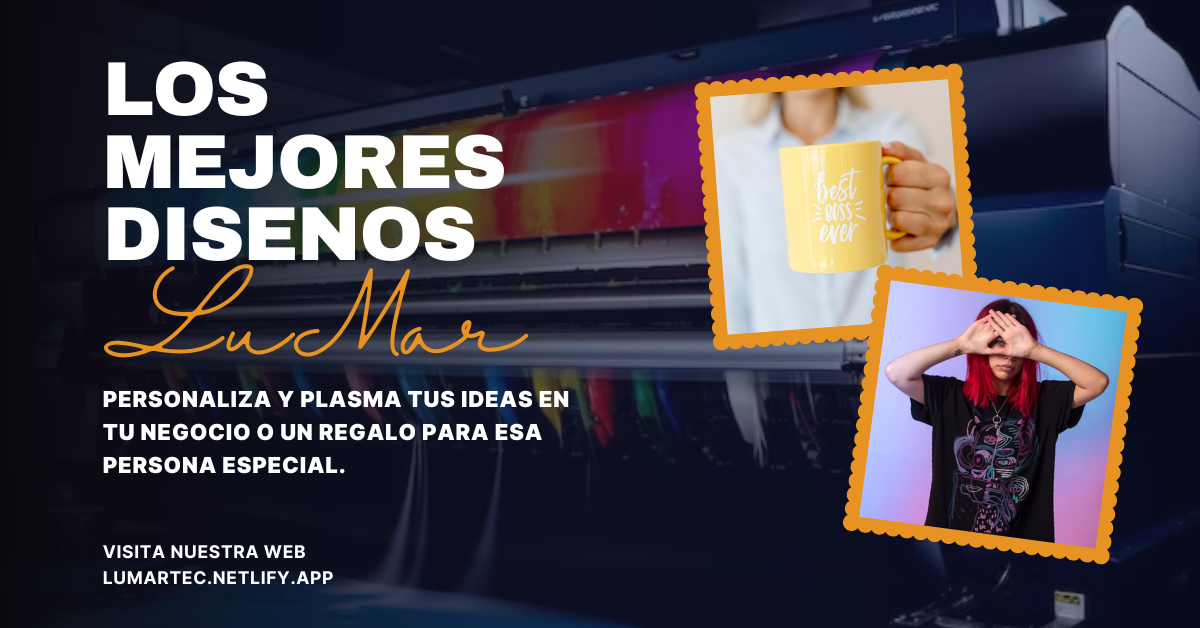 LOS
MEJORES
DISENOS
LuMar
PERSONALIZA Y PLASMA TUS IDEAS EN
TU NEGOCIO O UN REGALO PARA ESA
PERSONA ESPECIAL.
VISITA NUESTRA WEB
LUMARTEC.NETLIFY.APP
best
BOSS
ever